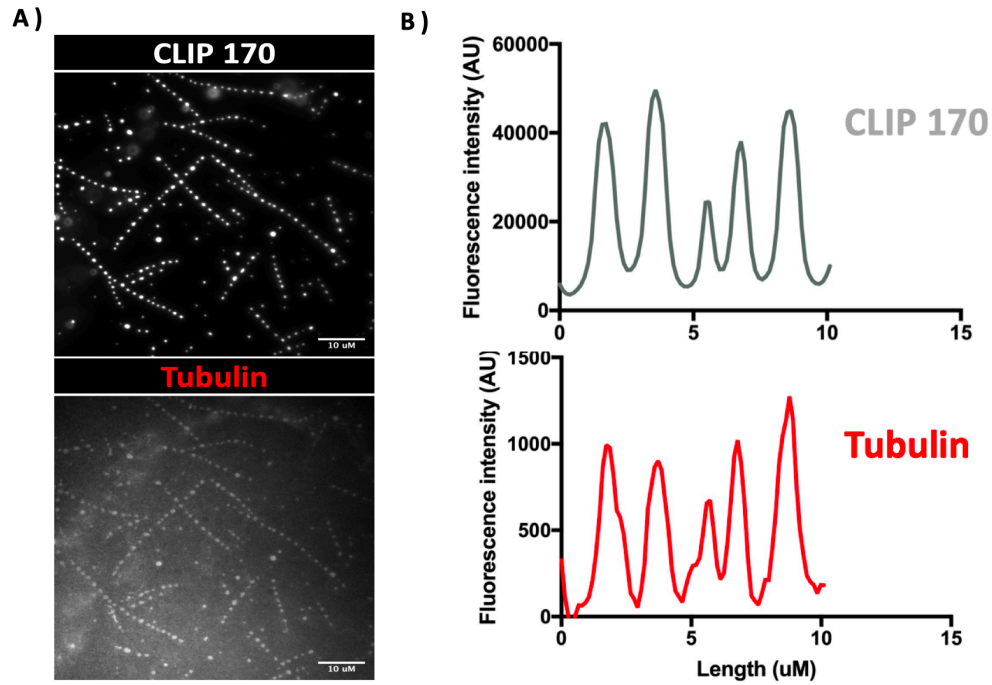 A )
CLIP 170
10 uM
Tubulin
10 uM
B )
Fluorescence intensity (AU)
60000
40000
20000
0
0 5 10 15
CLIP 170
Fluorescence intensity (AU)
1500
1000
500
0
0 5 10 15
Length (uM)
Tubulin